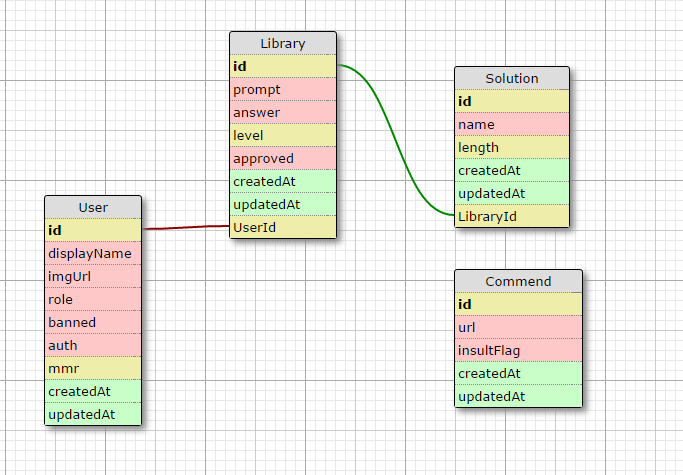 Library
id
prompt
answer
level
approved
createdAt
updatedAt
UserId
Solution
id
name
length
createdAt
updatedAt
LibraryId
User
id
displayName
imgUrl
role
banned
auth
mmr
createdAt
updatedAt
Commend
id
url
insultFlag
createdAt
updatedAt